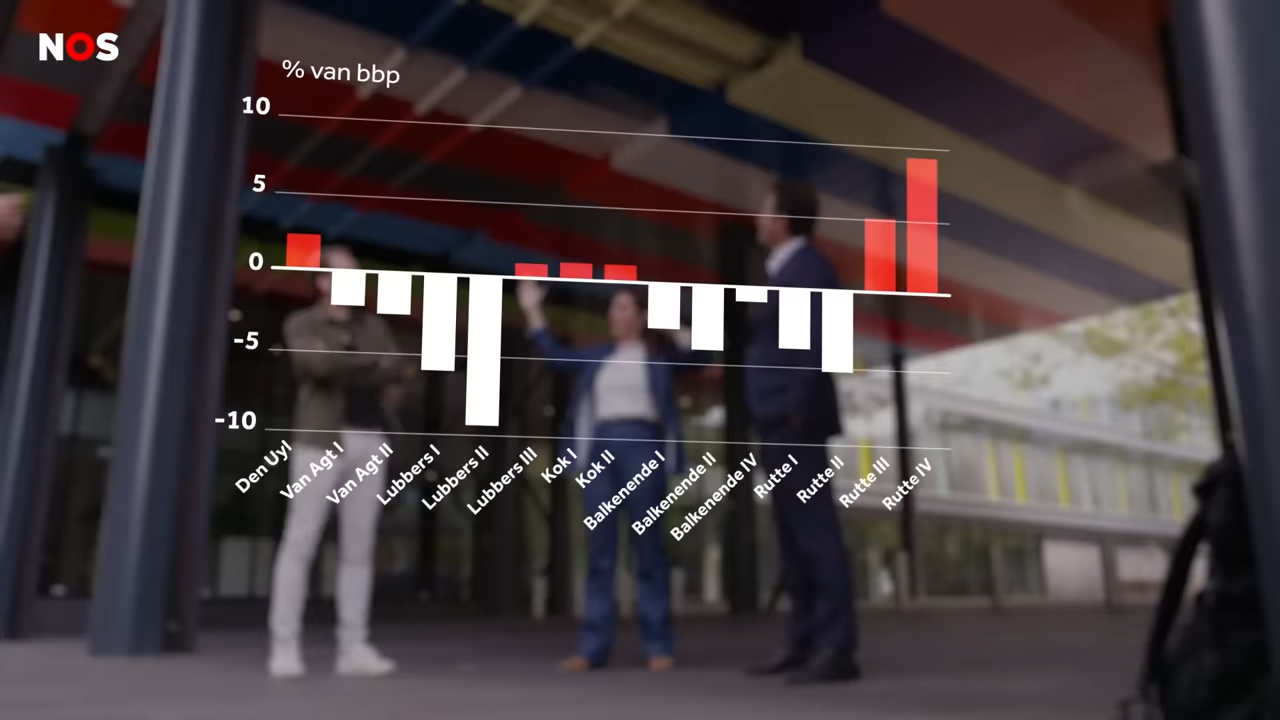 NOS
% van bbp
10
5
0
-5
-10
Den Uyl
Van Agt I
Van Agt II
Lubbers I
Lubbers II
Lubbers III
Kok I
Kok II
Balkenende I
Balkenende II
Balkenende IV
Rutte I
Rutte II
Rutte III
Rutte IV